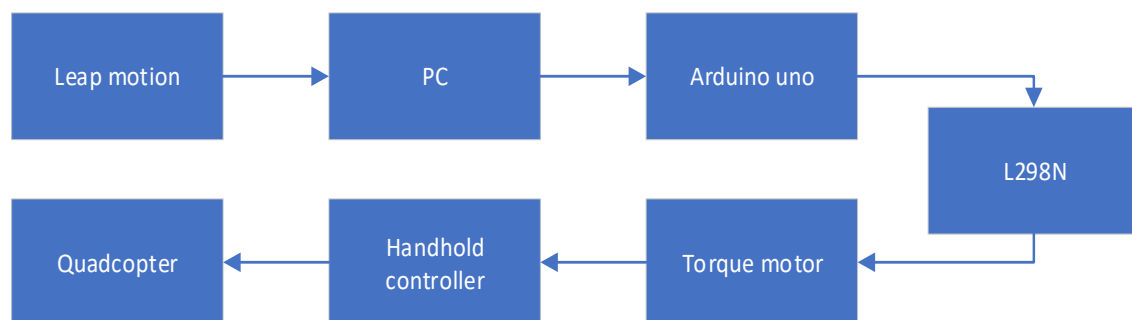 Leap motion
PC
Arduino uno
L298N
Quadcopter
Handhold
controller
Torque motor